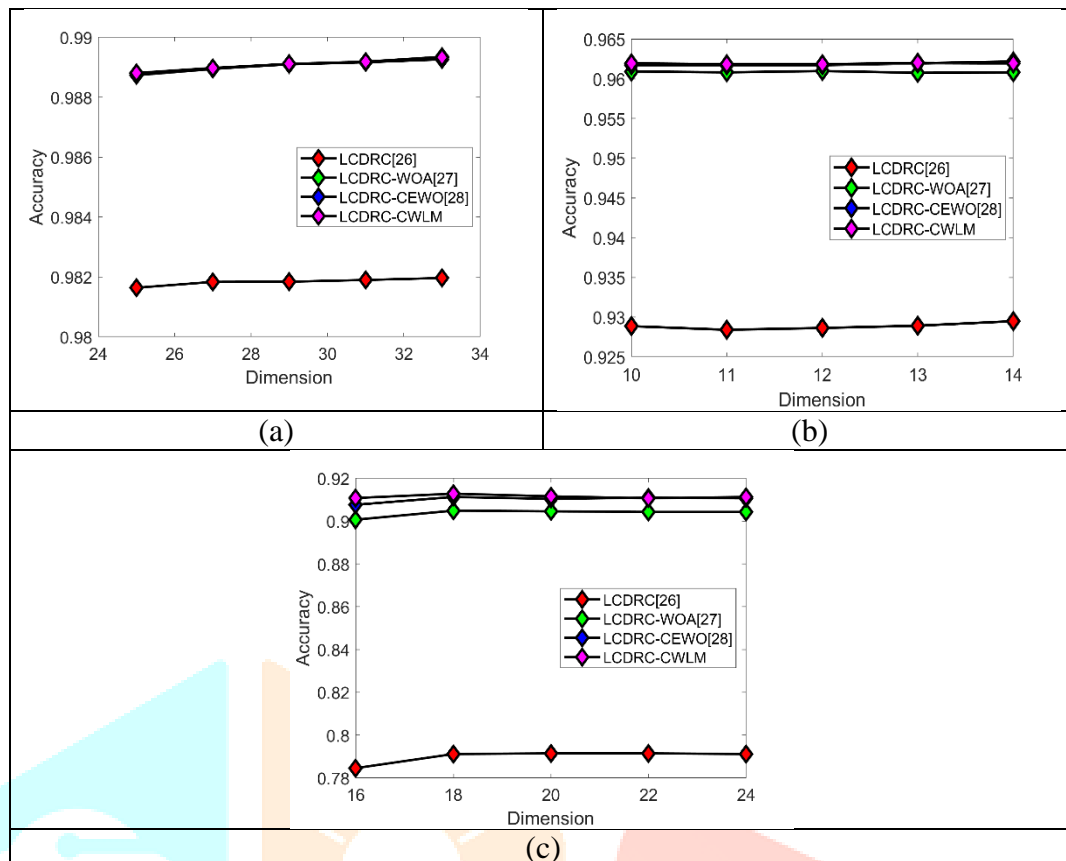 0.99
0.988
0.986
0.984
0.982
0.98
Accuracy
24 26 28 30 32 34
Dimension
LCDRC[26]
LCDRC-WOA[27]
LCDRC-CEWO[28]
LCDRC-CWLM
0.965
0.96
0.955
0.95
0.945
0.94
0.935
0.93
0.925
Accuracy
10 11 12 13 14
Dimension
LCDRC[26]
LCDRC-WOA[27]
LCDRC-CEWO[28]
LCDRC-CWLM
(a)
(b)
0.92
0.9
0.88
0.86
0.84
0.82
0.8
0.78
Accuracy
16 18 20 22 24
Dimension
LCDRC[26]
LCDRC-WOA[27]
LCDRC-CEWO[28]
LCDRC-CWLM
(c)